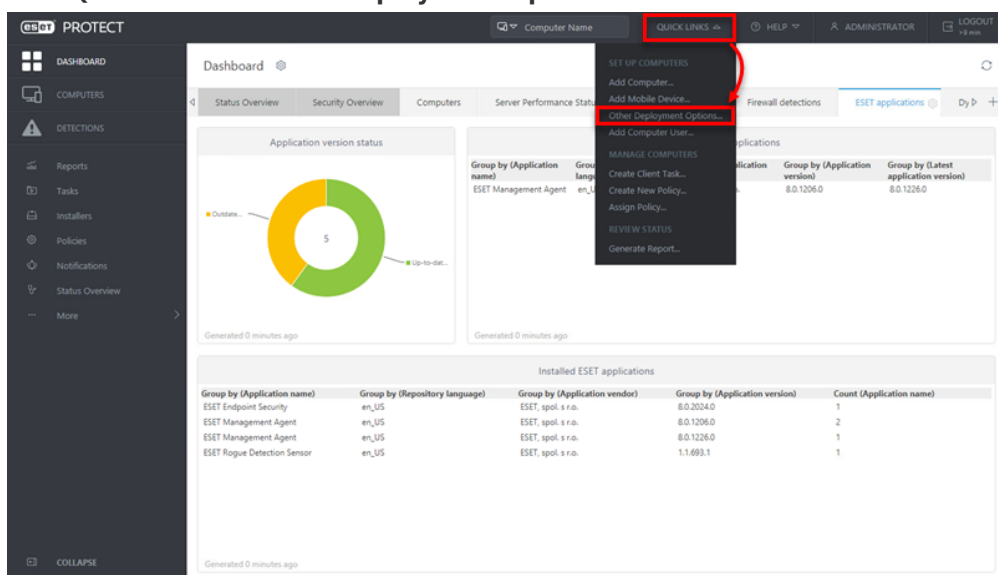 eset PROTECT
Computer Name
QUICK LINKS
HELP
ADMINISTRATOR
LOGOUT
>9 min
DASHBOARD
COMPUTERS
DETECTIONS
Reports
Tasks
Installers
Policies
Notifications
Status Overview
More
COLLAPSE
Dashboard
Status Overview
Security Overview
Computers
Server Performance Statu
Firewall detections
ESET applications
Dy
SET UP COMPUTERS
Add Computer...
Add Mobile Device...
Other Deployment Options...
Add Computer User...
MANAGE COMPUTERS
Create Client Task...
Create New Policy...
Assign Policy...
REVIEW STATUS
Generate Report...
Application version status
Outdate...
5
Up-to-dat...
Generated 0 minutes ago
plications
Group by (Application name)
Grou
langu
lication
Group by (Application version)
Group by (Latest application version)
ESET Management Agent
en_U
8.0.1206.0
8.0.1226.0
Generated 0 minutes ago
Installed ESET applications
Group by (Application name) Group by (Repository language) Group by (Application vendor) Group by (Application version) Count (Application name)
ESET Endpoint Security en_US ESET, spol. s r.o. 8.0.2024.0 1
ESET Management Agent en_US ESET, spol. s r.o. 8.0.1206.0 2
ESET Management Agent en_US ESET, spol. s r.o. 8.0.1226.0 1
ESET Rogue Detection Sensor en_US ESET, spol. s r.o. 1.1.693.1 1
Generated 0 minutes ago